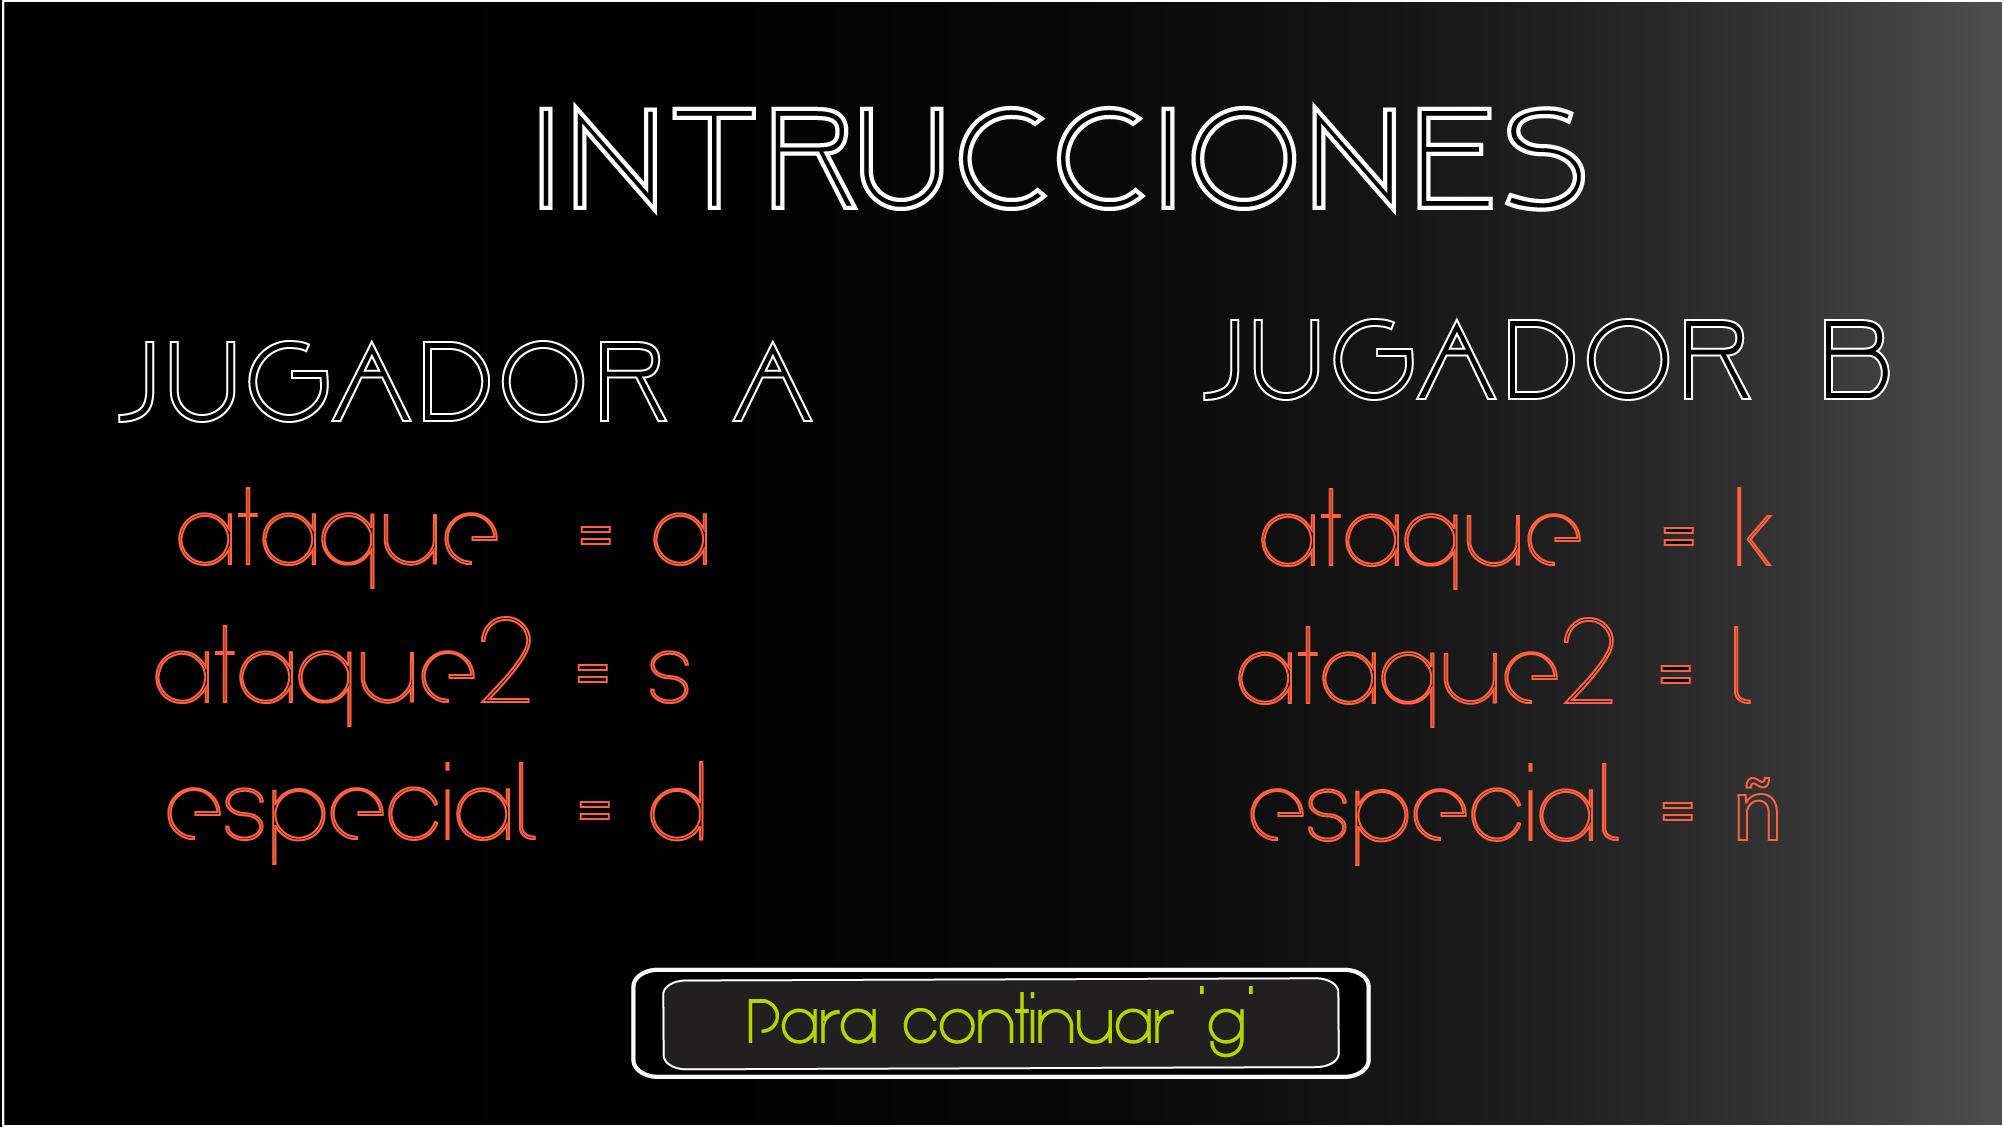 INTRUCCIONES
JUGADOR A
ataque = a
ataque2 = s
especial = d
JUGADOR B
ataque = k
ataque2 = l
especial = ñ
Para continuar 'g'